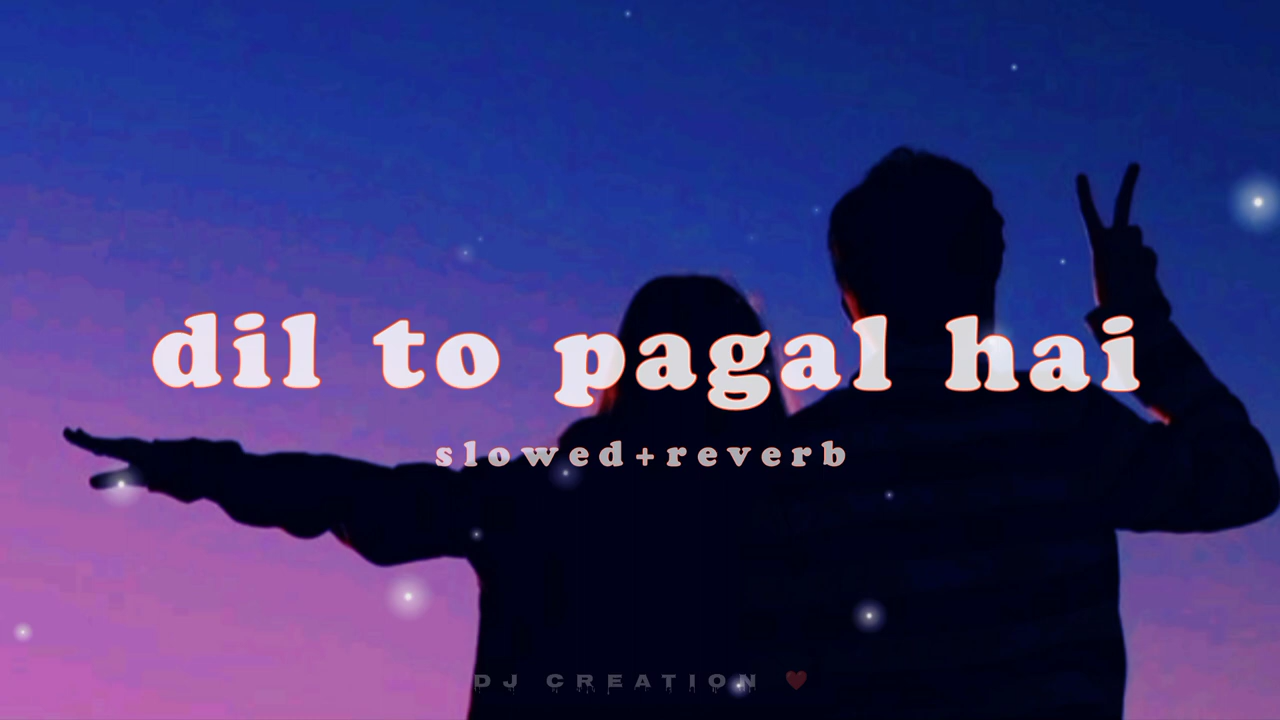 dil to pagal hai
slowed+reverb
DJ CREATION ❤️